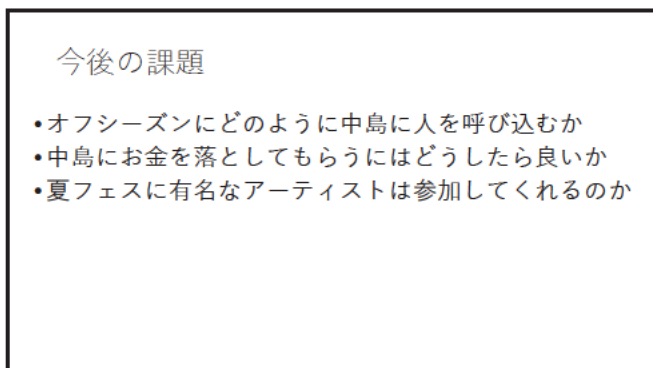 今後の課題
•オフシーズンにどのように中島に人を呼び込むか
•中島にお金を落としてもらうにはどうしたら良いか
•夏フェスに有名なアーティストは参加してくれるのか